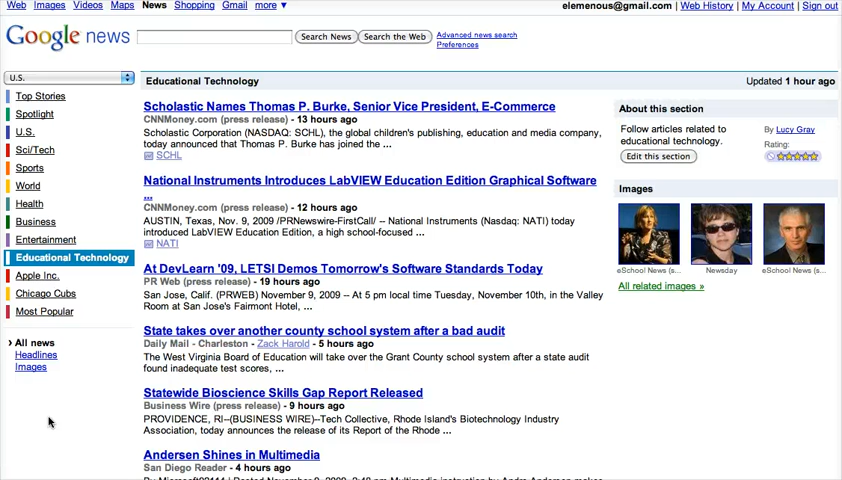 Web Images Videos Maps News Shopping Gmail more ▼
elemenous@gmail.com | Web History | My Account | Sign out
Google news
Search News Search the Web
Advanced news search
Preferences
U.S.
Top Stories
Spotlight
U.S.
Sci/Tech
Sports
World
Health
Business
Entertainment
Educational Technology
Apple Inc.
Chicago Cubs
Most Popular
› All news
Headlines
Images
Educational Technology
Updated 1 hour ago
Scholastic Names Thomas P. Burke, Senior Vice President, E-Commerce
CNNMoney.com (press release) - 13 hours ago
Scholastic Corporation (NASDAQ: SCHL), the global children's publishing, education and media company,
today announced that Thomas P. Burke has joined the ...
SCHL
National Instruments Introduces LabVIEW Education Edition Graphical Software
...
CNNMoney.com (press release) - 12 hours ago
AUSTIN, Texas, Nov. 9, 2009 /PRNewswire-FirstCall/ -- National Instruments (Nasdaq: NATI) today
introduced LabVIEW Education Edition, a high school-focused ...
NATI
At DevLearn '09, LETSI Demos Tomorrow's Software Standards Today
PR Web (press release) - 19 hours ago
San Jose, Calif. (PRWEB) November 9, 2009 -- At 5 pm local time Tuesday, November 10th, in the Valley
Room at San Jose's Fairmont Hotel, ...
State takes over another county school system after a bad audit
Daily Mail - Charleston - Zack Harold - 5 hours ago
The West Virginia Board of Education will take over the Grant County school system after a state audit
found inadequate test scores, ...
Statewide Bioscience Skills Gap Report Released
Business Wire (press release) - 9 hours ago
PROVIDENCE, RI--(BUSINESS WIRE)--Tech Collective, Rhode Island's Biotechnology Industry
Association, today announces the release of its Report of the Rhode ...
Andersen Shines in Multimedia
San Diego Reader - 4 hours ago
About this section
Follow articles related to
educational technology.
Edit this section
By Lucy Gray
Rating:
Images
eSchool News (s...
Newsday
eSchool News (s...
All related images »